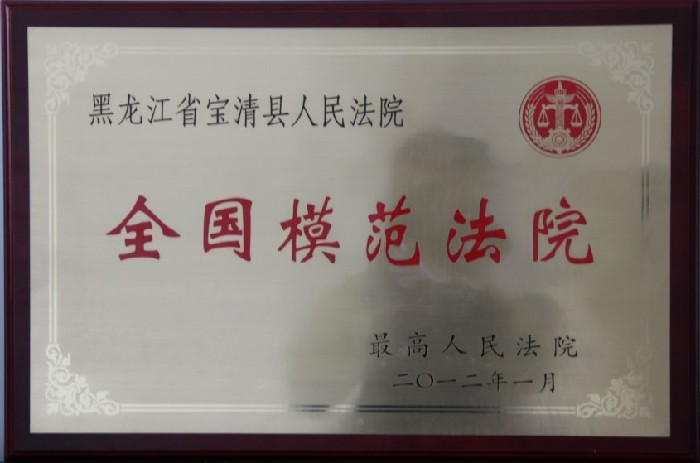 黑龙江省宝清县人民法院
全国模范法院
最高人民法院
二〇一二年一月